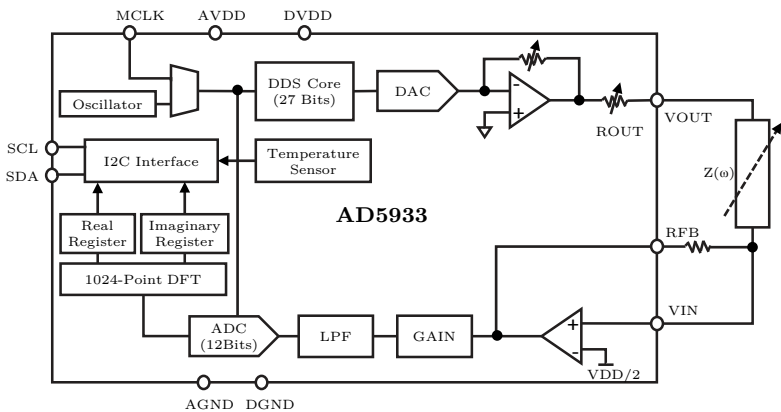 MCLK
AVDD
DVDD
Oscillator
DDS Core
(27 Bits)
DAC
-
+
ROUT
VOUT
SCL
SDA
I2C Interface
Temperature
Sensor
Z(ω)
AD5933
Real
Register
Imaginary
Register
RFB
1024-Point DFT
VIN
ADC
(12Bits)
LPF
GAIN
+
-
VDD/2
AGND
DGND